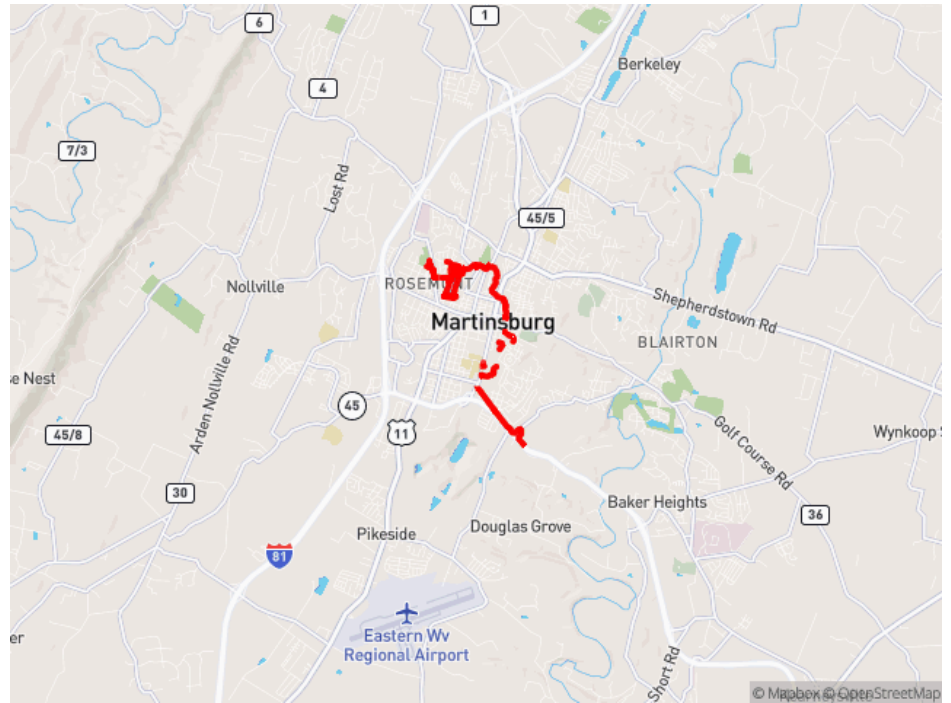 1
6
Berkeley
4
7/3
Lost Rd
45/5
Nollville
ROSEMONT
Shepherdstown Rd
Martinsburg
BLAIRTON
se Nest
Arden Nollville Rd
45
11
45/8
Golf Course Rd
Wynkoop S
30
Baker Heights
36
Pikeside
Douglas Grove
81
Eastern Wv
Regional Airport
er
Short Rd
© Mapbox © OpenStreetMap